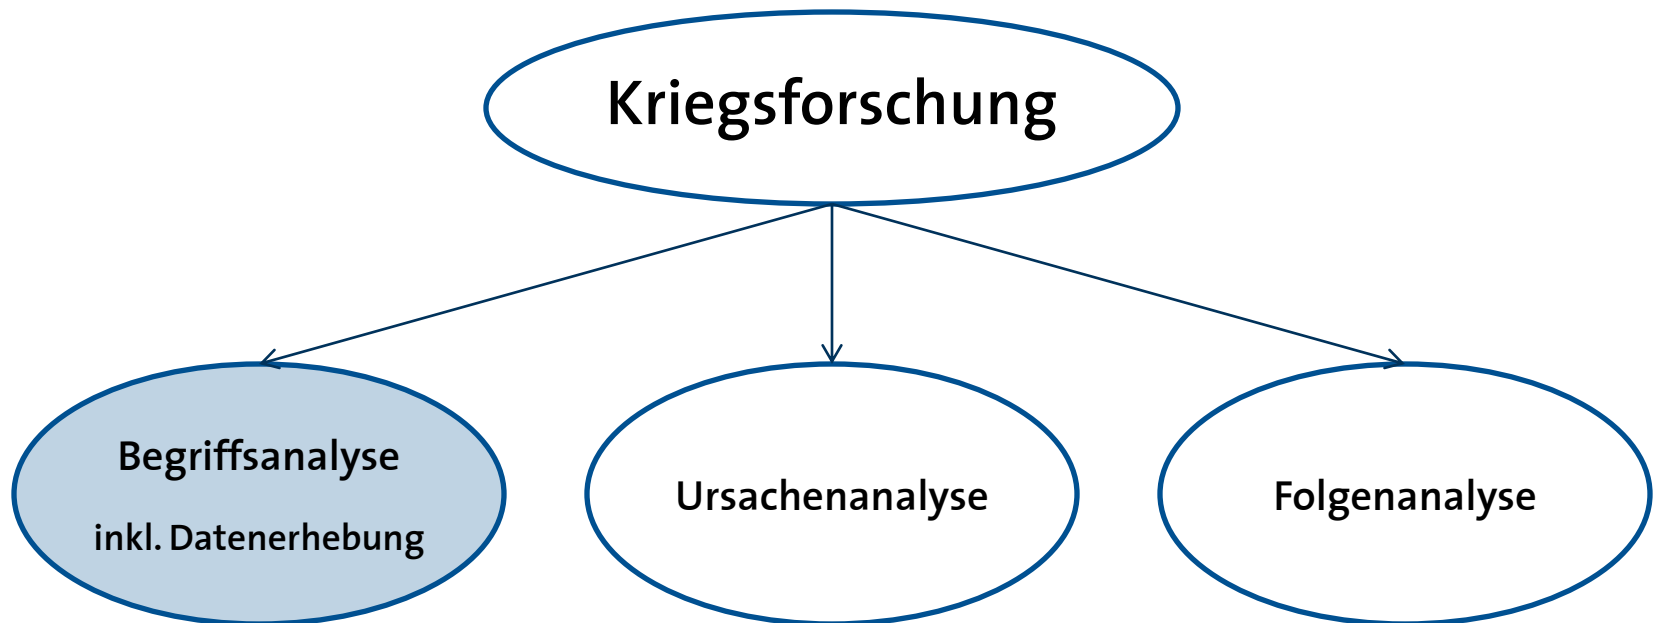 Kriegsforschung
Begriffsanalyse
inkl. Datenerhebung
Ursachenanalyse
Folgenanalyse